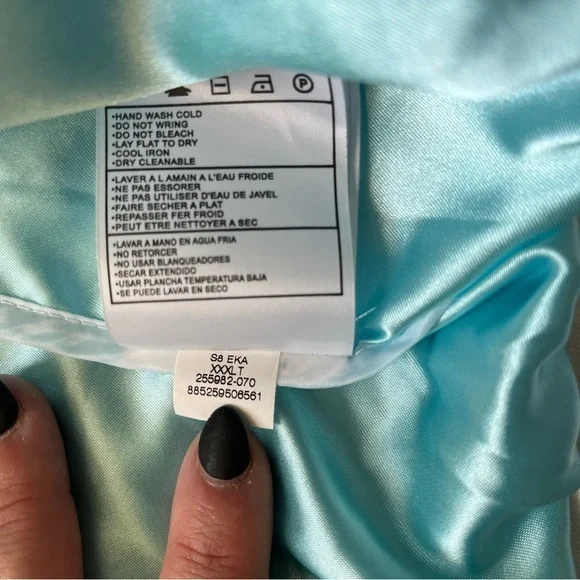 P
•HAND WASH COLD
•DO NOT WRING
•DO NOT BLEACH
•LAY FLAT TO DRY
•COOL IRON
•DRY CLEANABLE
•LAVER A L AMAIN A L'EAU FROIDE
•NE PAS ESSORER
•NE PAS UTILISER D'EAU DE JAVEL
•FAIRE SECHER A PLAT
•REPASSER FER FROID
•PEUT ETRE NETTOYER A SEC
•LAVAR A MANO EN AGUA FRIA
•NO RETORCER
•NO USAR BLANQUEADORES
•SECAR EXTENDIDO
•USAR PLANCHA TEMPERATURA BAJA
•SE PUEDE LAVAR EN SECO
S8 EKA
XXXLT
255982-070
885259506561